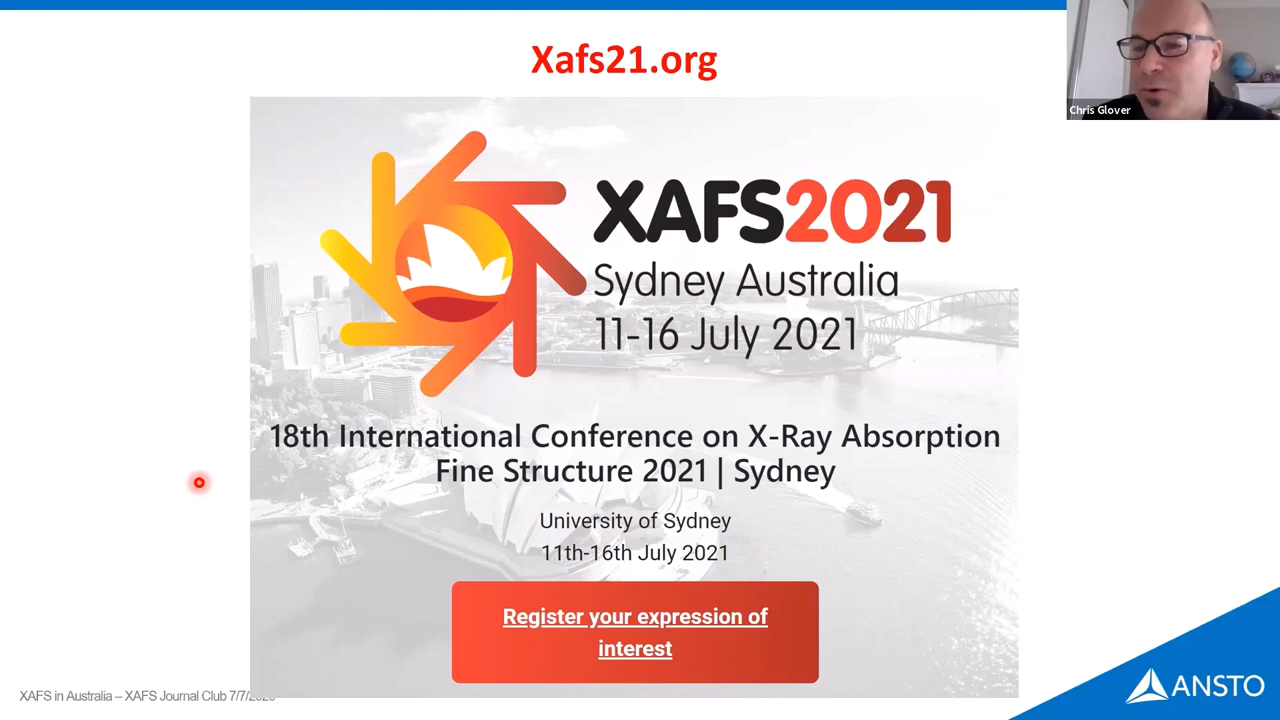 Xafs21.org
Chris Glover
XAFS2021
Sydney Australia
11-16 July 2021
18th International Conference on X-Ray Absorption
Fine Structure 2021 | Sydney
University of Sydney
11th-16th July 2021
Register your expression of
interest
XAFS in Australia – XAFS Journal Club 7/7/2020
ANSTO